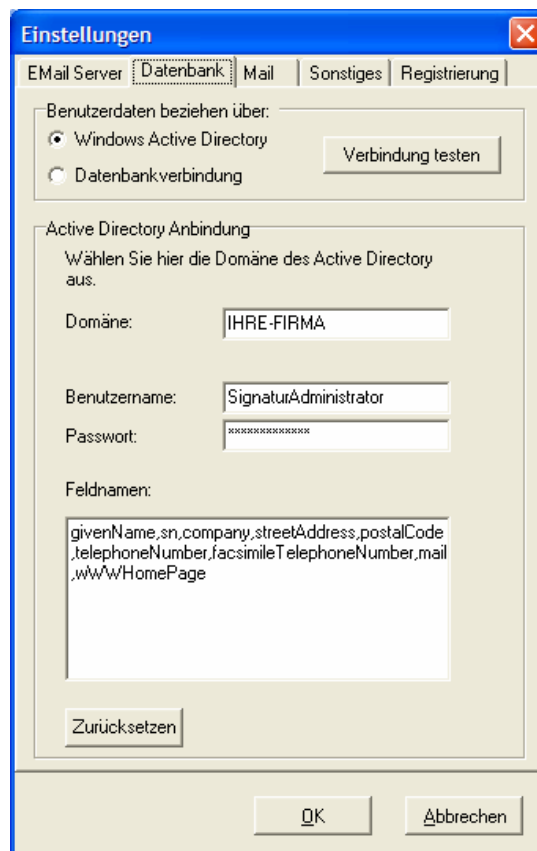 Einstellungen
EMail Server Datenbank Mail Sonstiges Registrierung
Benutzerdaten beziehen über:
Windows Active Directory
Verbindung testen
Datenbankverbindung
Active Directory Anbindung
Wählen Sie hier die Domäne des Active Directory
aus.
Domäne: IHRE-FIRMA
Benutzername: SignaturAdministrator
Passwort: *************
Feldnamen:
givenName,sn,company,streetAddress,postalCode
,telephoneNumber,facsimileTelephoneNumber,mail
,wWWHomePage
Zurücksetzen
OK Abbrechen